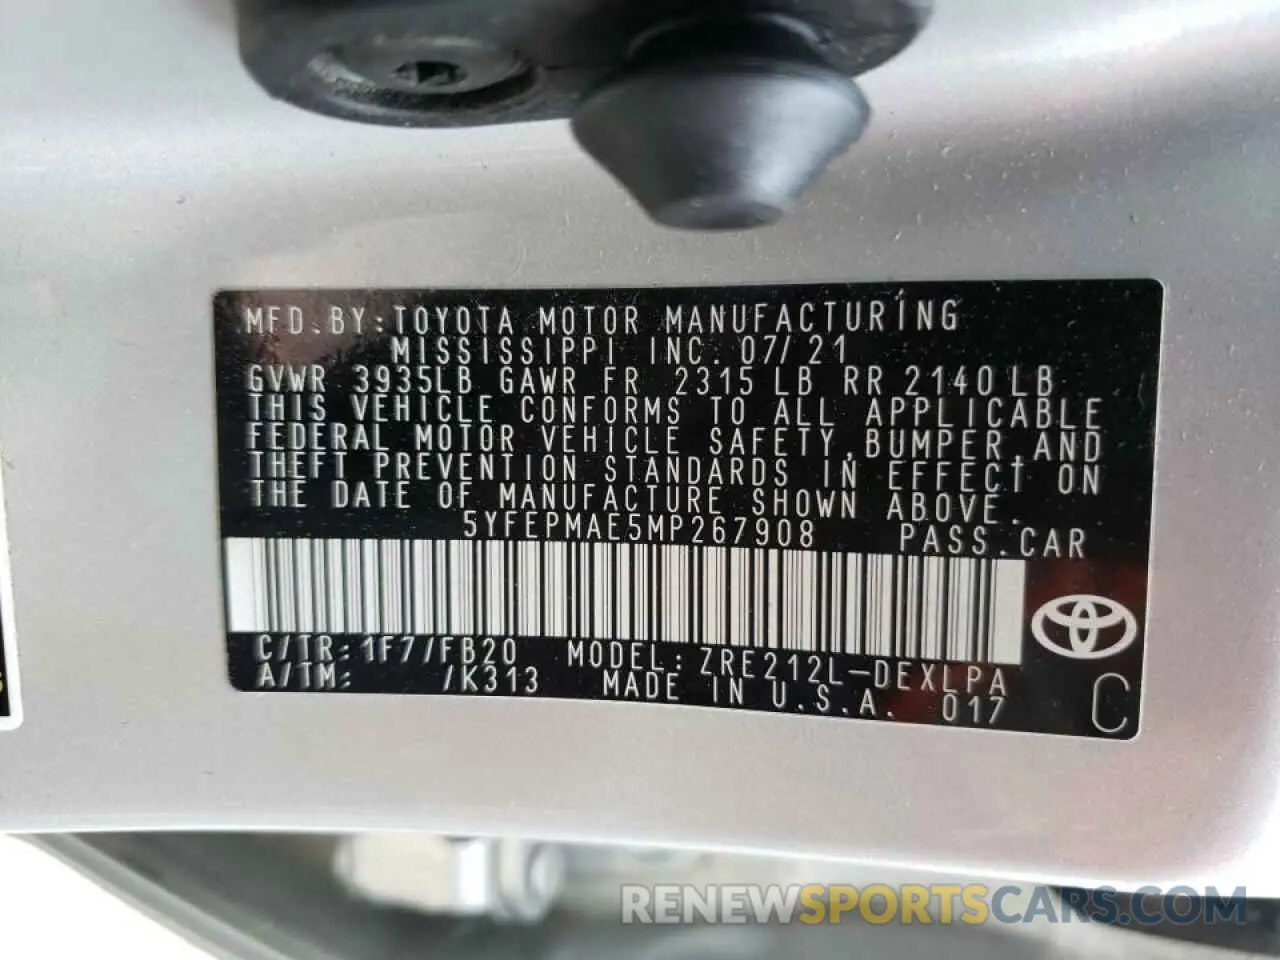 MFD.BY:TOYOTA MOTOR MANUFACTURING
MISSISSIPPI INC. 07/21
GVWR 3935LB GAWR FR 2315 LB RR 2140 LB
THIS VEHICLE CONFORMS TO ALL APPLICABLE
FEDERAL MOTOR VEHICLE SAFETY,BUMPER,AND
THEFT PREVENTION STANDARDS IN EFFECT ON
THE DATE OF MANUFACTURE SHOWN ABOVE.
5YFEPMAE5MP267908 PASS.CAR
C/TR:1F7/FB20 MODEL:ZRE212L-DEXLPA
A/TM: /K313 MADE IN U.S.A. 017 C
RENEWSPORTSCARS.COM